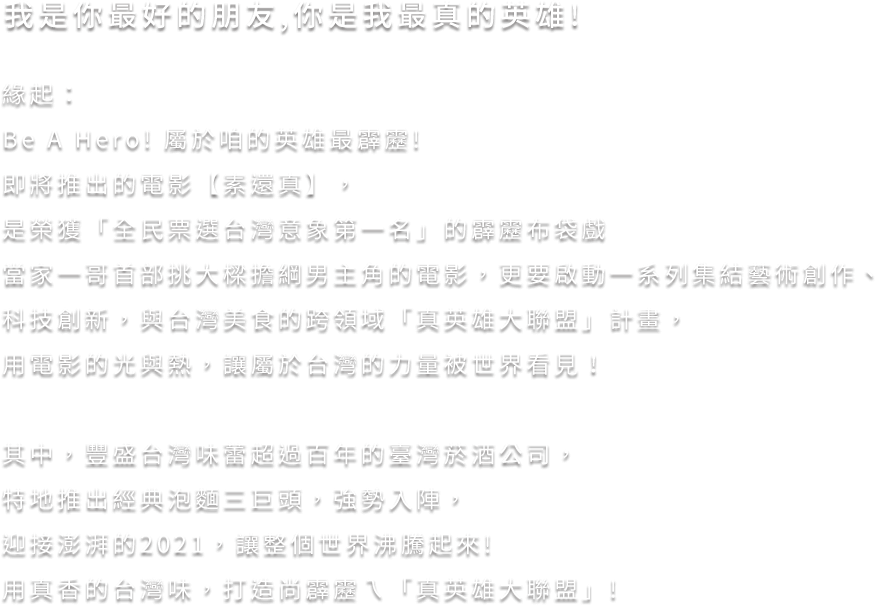 我是你最好的朋友,你是我最真的英雄!
緣起：
Be A Hero! 屬於咱的英雄最霹靂!
即將推出的電影【素還真】，
是榮獲「全民票選台灣意象第一名」的霹靂布袋戲
當家一哥首部挑大樑擔綱男主角的電影，更要啟動一系列集結藝術創作、
科技創新，與台灣美食的跨領域「真英雄大聯盟」計畫，
用電影的光與熱，讓屬於台灣的力量被世界看見！
其中，豐盛台灣味蕾超過百年的臺灣菸酒公司，
特地推出經典泡麵三巨頭，強勢入陣，
迎接澎湃的2021，讓整個世界沸騰起來!
用真香的台灣味，打造尚霹靂ㄟ「真英雄大聯盟」!